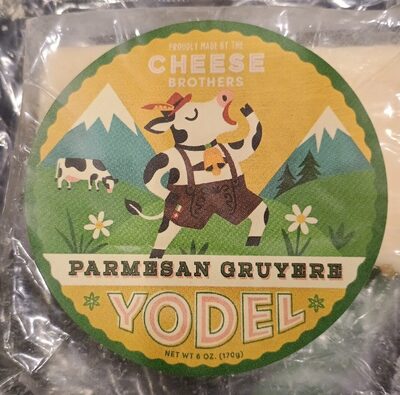 PROUDLY MADE BY THE
CHEESE
BROTHERS
PARMESAN GRUYERE
YODEL
NET WT 6 OZ. (170g)